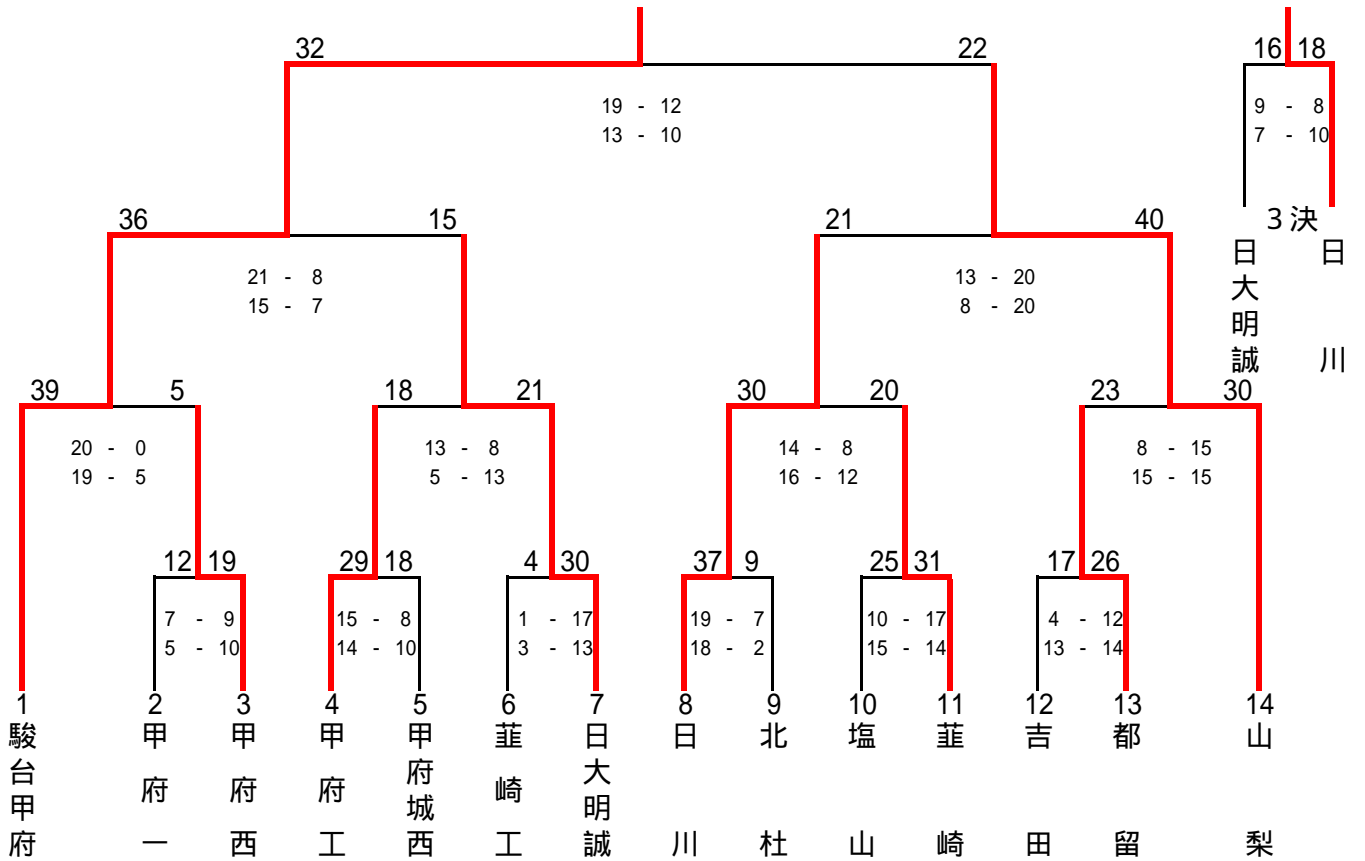 32 22 16 18
19 - 12 9 - 8
13 - 10 7 - 10
36 15 21 40 3決
日大明誠 日川
21 - 8 13 - 20
15 - 7 8 - 20
39 5 18 21 30 20 23 30
20 - 0 13 - 8 14 - 8 8 - 15
19 - 5 5 - 13 16 - 12 15 - 15
12 19 29 18 4 30 37 9 25 31 17 26
7 - 9 15 - 8 1 - 17 19 - 7 10 - 17 4 - 12
5 - 10 14 - 10 3 - 13 18 - 2 15 - 14 13 - 14
1 2 3 4 5 6 7 8 9 10 11 12 13 14
駿台甲府
甲府一
甲府西
甲府工
甲府城西
韮崎工
日大明誠
日川
北杜
塩山
韮崎
吉田
都留
山梨